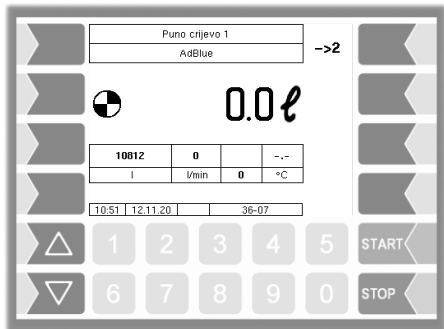 Puno crijevo 1
AdBlue
->2
0.0 ℓ
10812 0 -.-
l l/min 0 °C
10:51 12.11.20 36-07
1 2 3 4 5 START
6 7 8 9 0 STOP